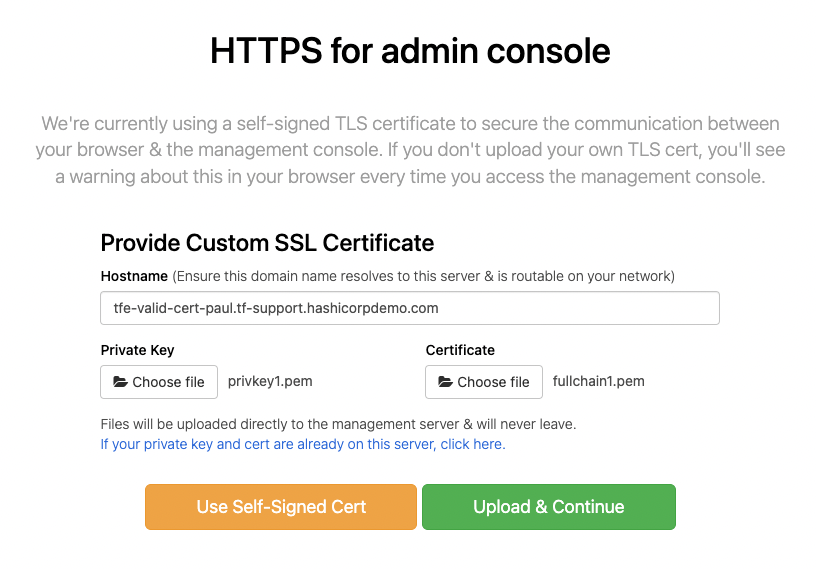 HTTPS for admin console
We're currently using a self-signed TLS certificate to secure the communication between
your browser & the management console. If you don't upload your own TLS cert, you'll see
a warning about this in your browser every time you access the management console.
Provide Custom SSL Certificate
Hostname (Ensure this domain name resolves to this server & is routable on your network)
tfe-valid-cert-paul.tf-support.hashicorpdemo.com
Private Key Certificate
Choose file privkey1.pem Choose file fullchain1.pem
Files will be uploaded directly to the management server & will never leave.
If your private key and cert are already on this server, click here.
Use Self-Signed Cert Upload & Continue